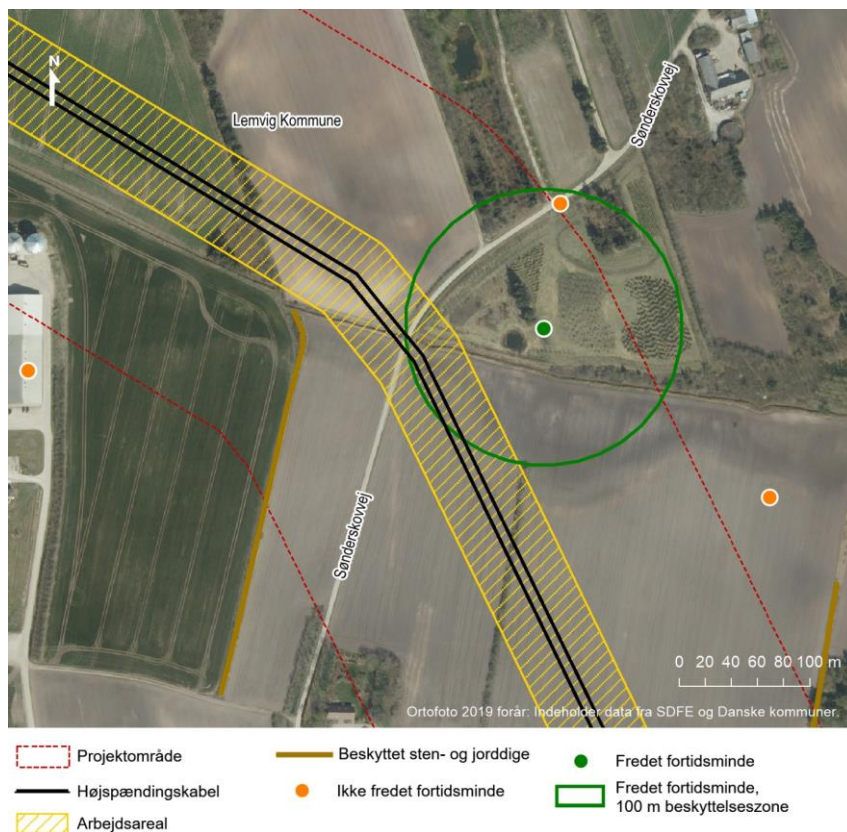 N
Lemvig Kommune
Sønderskovvej
Sønderskovvej
0 20 40 60 80 100 m
Ortofoto 2019 forår: Indeholder data fra SDFE og Danske kommuner.
Projektområde
Højspændingskabel
Arbejdsareal
Beskyttet sten- og jorddige
Ikke fredet fortidsminde
Fredet fortidsminde
Fredet fortidsminde,
100 m beskyttelseszone